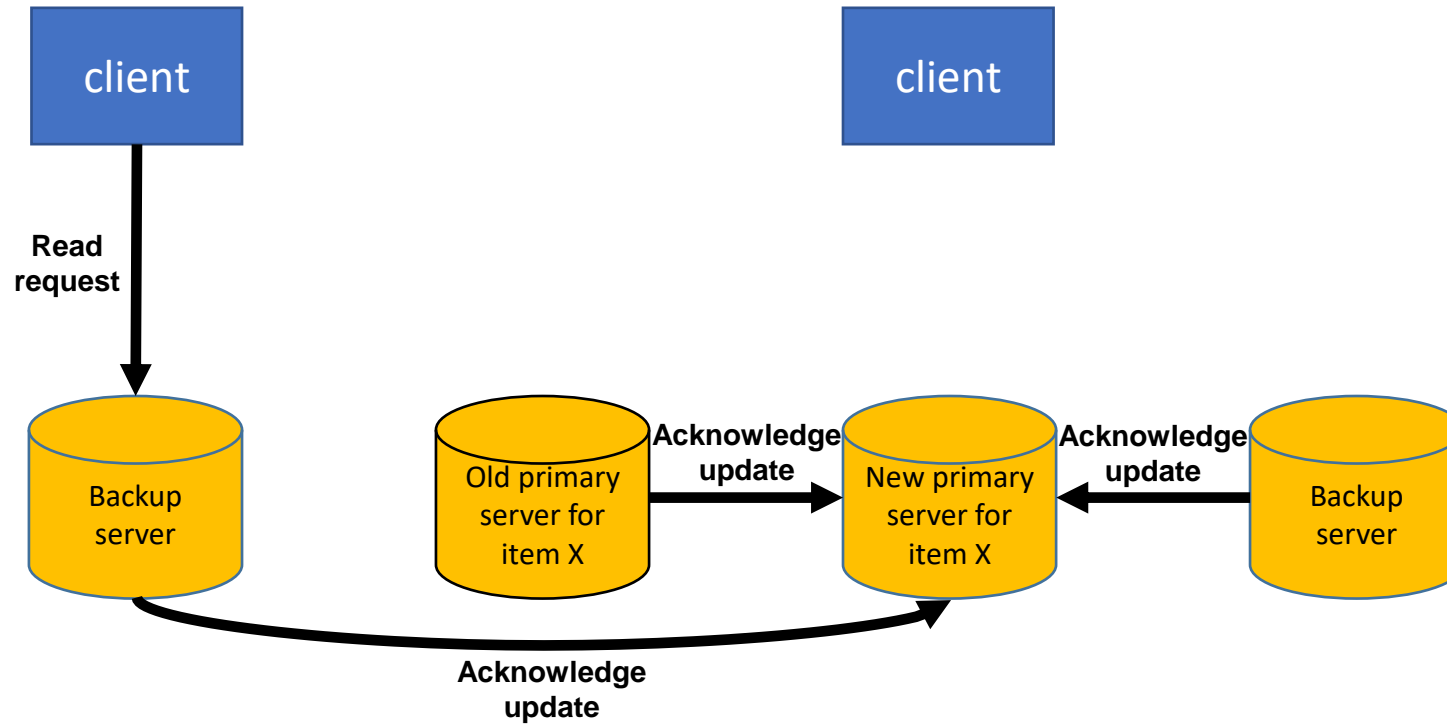 client
client
Read
request
Acknowledge
update
Acknowledge
update
Backup
server
Old primary
server for
item X
New primary
server for
item X
Backup
server
Acknowledge
update